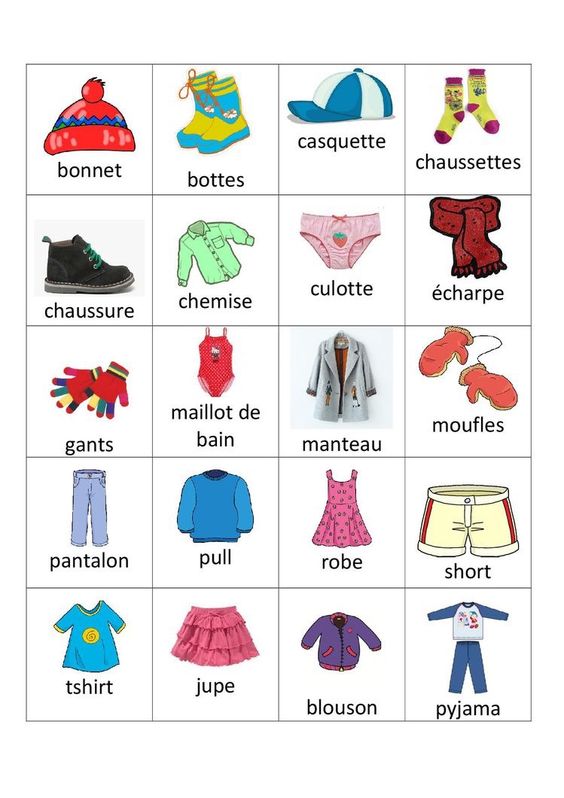 bonnet
bottes
casquette
chaussettes
chaussure
chemise
culotte
écharpe
gants
maillot de
bain
manteau
moufles
pantalon
pull
robe
short
tshirt
jupe
blouson
pyjama